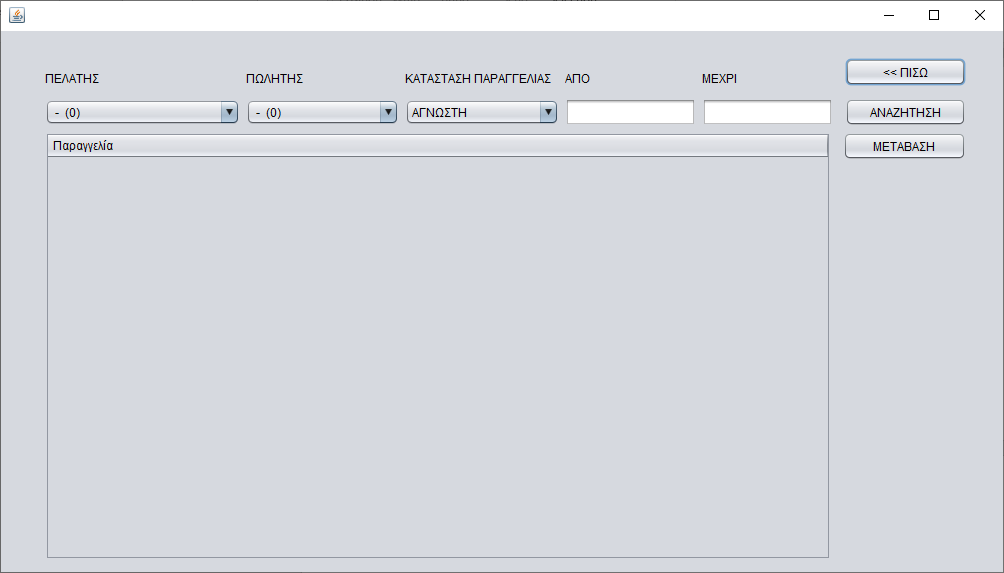 ΠΕΛΑΤΗΣ ΠΩΛΗΤΗΣ ΚΑΤΑΣΤΑΣΗ ΠΑΡΑΓΓΕΛΙΑΣ ΑΠΟ ΜΕΧΡΙ << ΠΙΣΩ
- (0) - (0) ΑΓΝΩΣΤΗ ΑΝΑΖΗΤΗΣΗ
Παραγγελία ΜΕΤΑΒΑΣΗ